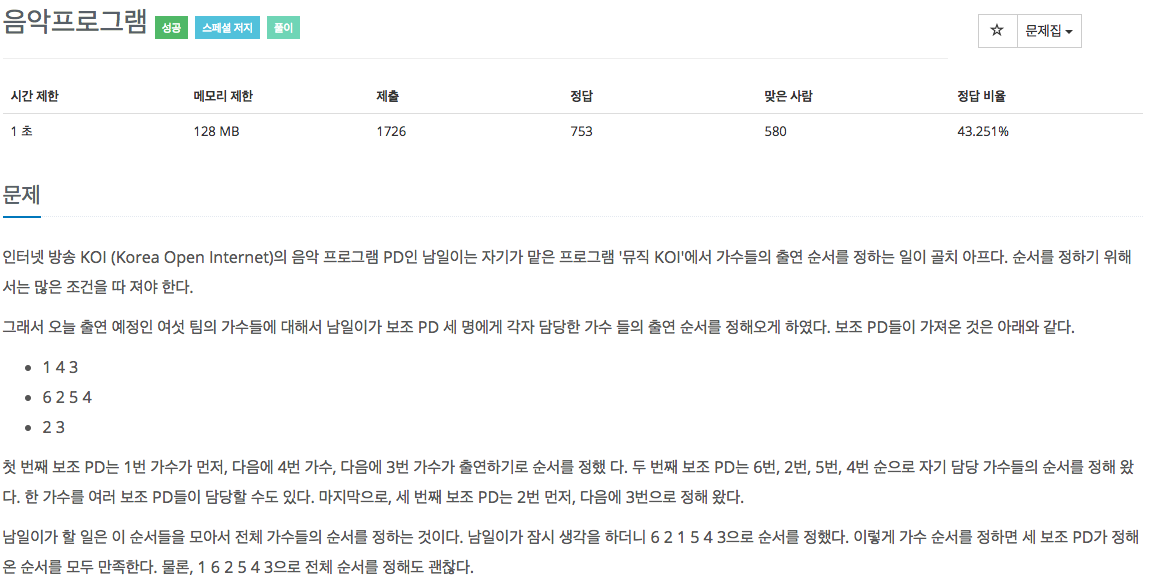 음악프로그램 성공 스페셜 저지 풀이
문제집
시간 제한 메모리 제한 제출 정답 맞은 사람 정답 비율
1 초 128 MB 1726 753 580 43.251%
문제
인터넷 방송 KOI (Korea Open Internet)의 음악 프로그램 PD인 남일이는 자기가 맡은 프로그램 '뮤직 KOI'에서 가수들의 출연 순서를 정하는 일이 골치 아프다. 순서를 정하기 위해
서는 많은 조건을 따 져야 한다.
그래서 오늘 출연 예정인 여섯 팀의 가수들에 대해서 남일이가 보조 PD 세 명에게 각자 담당한 가수 들의 출연 순서를 정해오게 하였다. 보조 PD들이 가져온 것은 아래와 같다.
• 1 4 3
• 6 2 5 4
• 2 3
첫 번째 보조 PD는 1번 가수가 먼저, 다음에 4번 가수, 다음에 3번 가수가 출연하기로 순서를 정했 다. 두 번째 보조 PD는 6번, 2번, 5번, 4번 순으로 자기 담당 가수들의 순서를 정해 왔
다. 한 가수를 여러 보조 PD들이 담당할 수도 있다. 마지막으로, 세 번째 보조 PD는 2번 먼저, 다음에 3번으로 정해 왔다.
남일이가 할 일은 이 순서들을 모아서 전체 가수들의 순서를 정하는 것이다. 남일이가 잠시 생각을 하더니 6 2 1 5 4 3으로 순서를 정했다. 이렇게 가수 순서를 정하면 세 보조 PD가 정해
온 순서를 모두 만족한다. 물론, 1 6 2 5 4 3으로 전체 순서를 정해도 괜찮다.